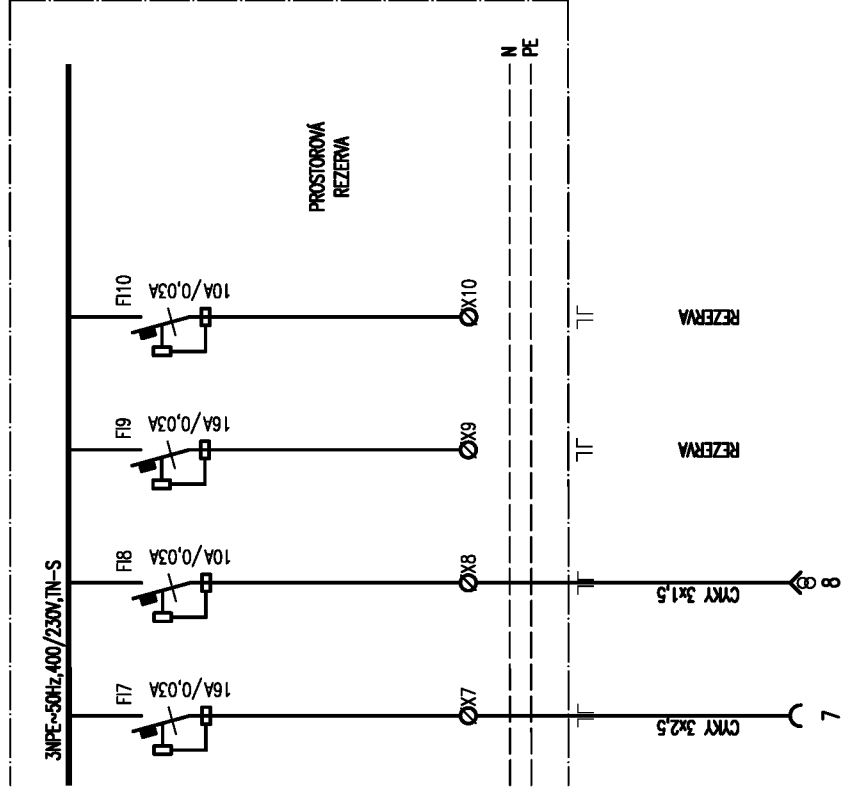 3NPE~50Hz,400/230V,TN-S
FI7
16A/0,03A
X7
CYKY 3x2,5
7
FI8
10A/0,03A
X8
CYKY 3x1,5
8
FI9
16A/0,03A
X9
REZERVA
FI10
10A/0,03A
X10
REZERVA
PROSTOROVÁ
REZERVA
N
PE